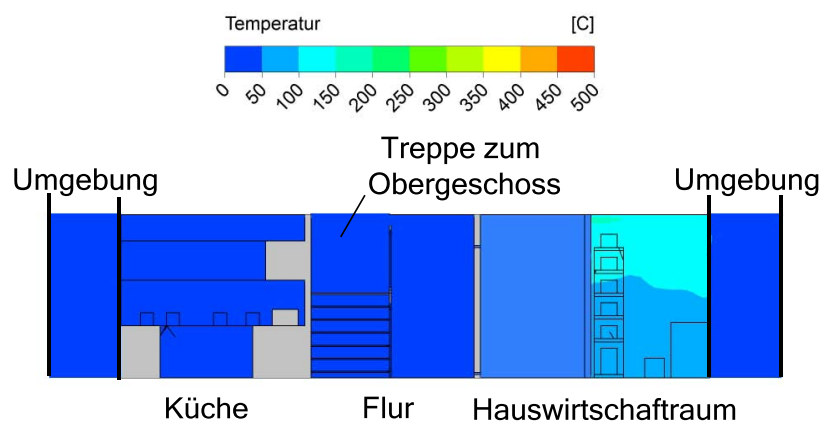 Temperatur [C]
0 50 100 150 200 250 300 350 400 450 500
Treppe zum
Obergeschoss
Umgebung
Umgebung
Küche
Flur
Hauswirtschaftraum